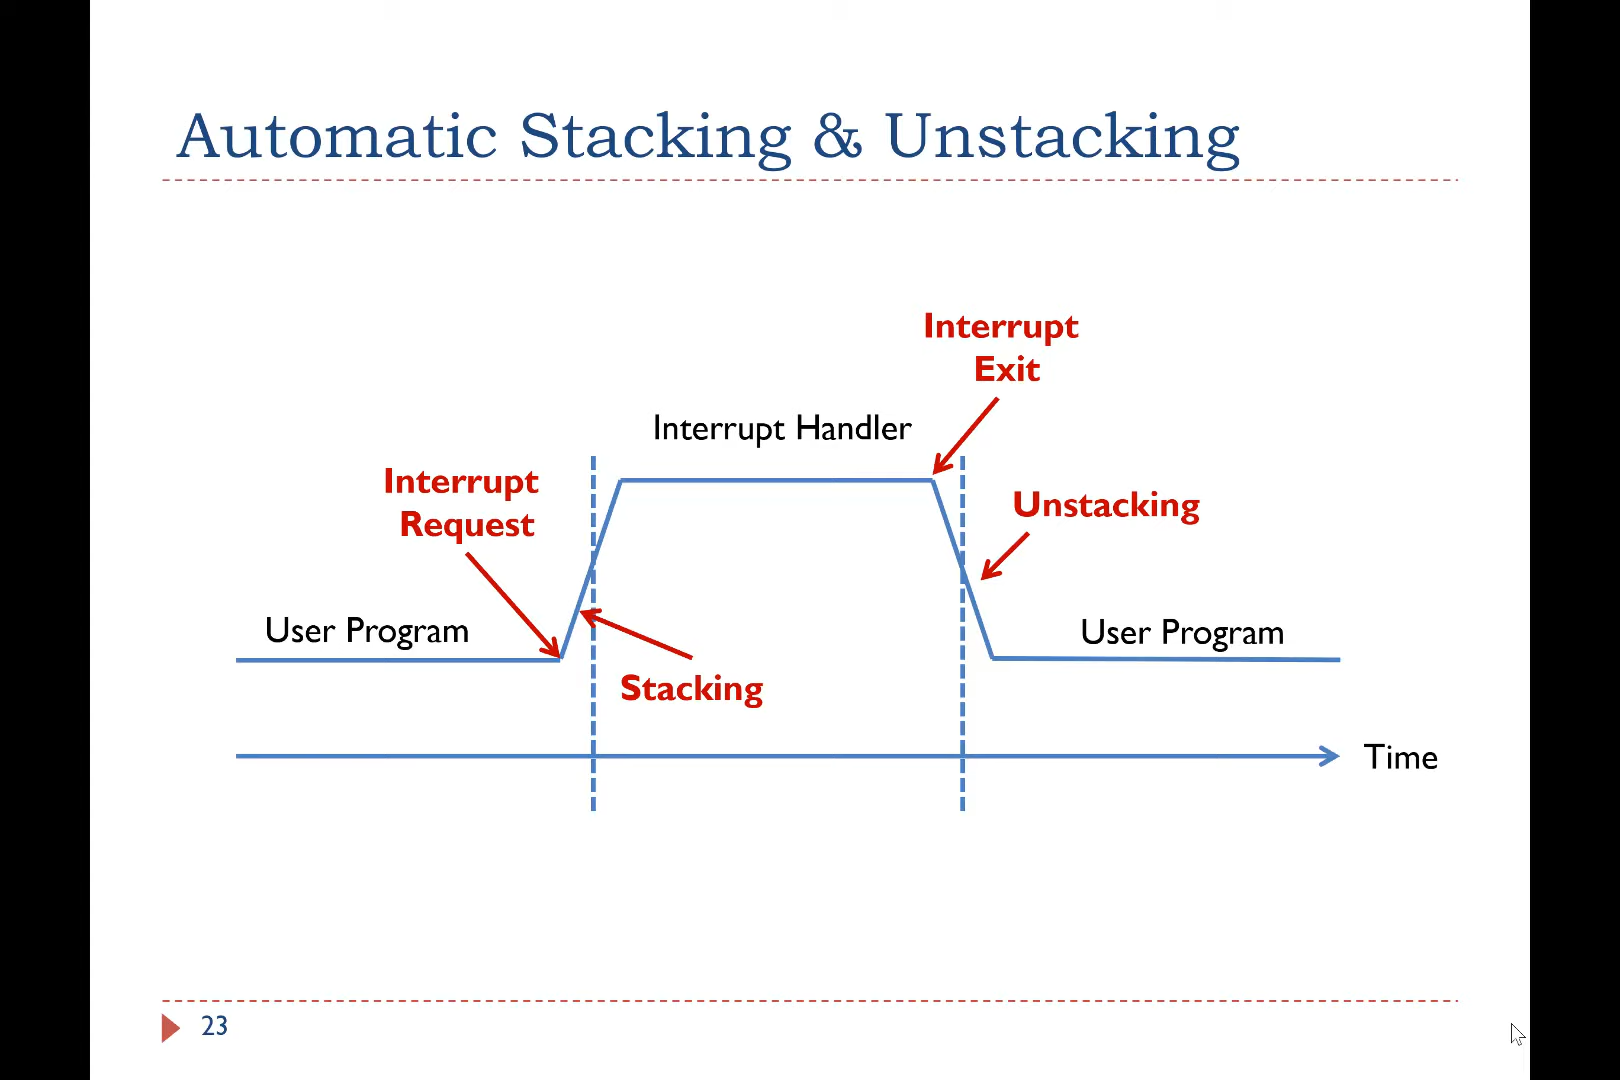 Automatic Stacking & Unstacking
Interrupt
Exit
Interrupt Handler
Interrupt
Request
Unstacking
User Program
User Program
Stacking
Time
23